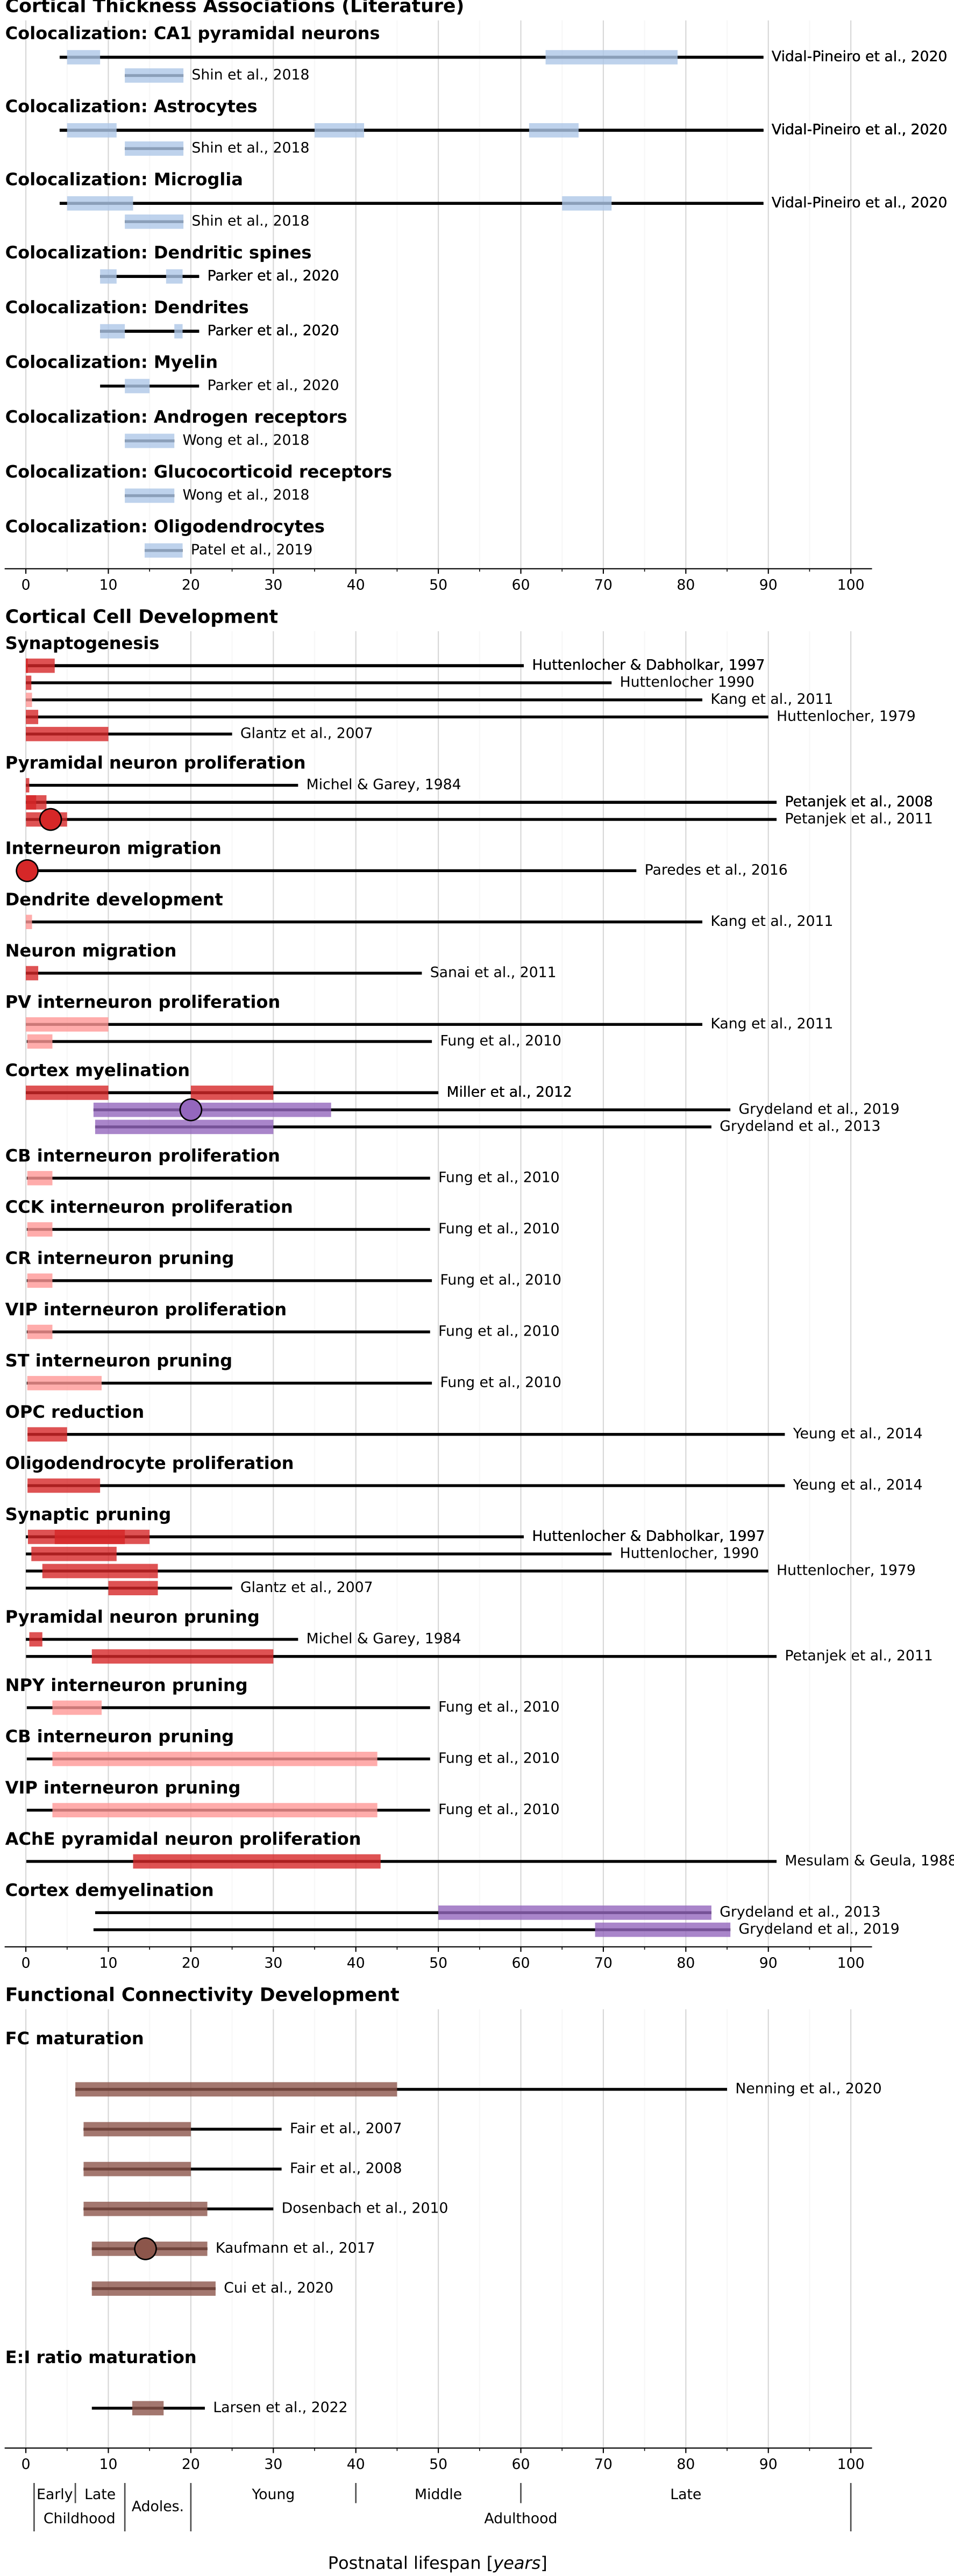 Cortical Thickness Associations (Literature)
Colocalization: CA1 pyramidal neurons
Vidal-Pineiro et al., 2020
Shin et al., 2018
Colocalization: Astrocytes
Vidal-Pineiro et al., 2020
Shin et al., 2018
Colocalization: Microglia
Vidal-Pineiro et al., 2020
Shin et al., 2018
Colocalization: Dendritic spines
Parker et al., 2020
Colocalization: Dendrites
Parker et al., 2020
Colocalization: Myelin
Parker et al., 2020
Colocalization: Androgen receptors
Wong et al., 2018
Colocalization: Glucocorticoid receptors
Wong et al., 2018
Colocalization: Oligodendrocytes
Patel et al., 2019
0 10 20 30 40 50 60 70 80 90 100
Cortical Cell Development
Synaptogenesis
Huttenlocher & Dabholkar, 1997
Huttenlocher 1990
Kang et al., 2011
Huttenlocher, 1979
Glantz et al., 2007
Pyramidal neuron proliferation
Michel & Garey, 1984
Petanjek et al., 2008
Petanjek et al., 2011
Interneuron migration
Paredes et al., 2016
Dendrite development
Kang et al., 2011
Neuron migration
Sanai et al., 2011
PV interneuron proliferation
Kang et al., 2011
Fung et al., 2010
Cortex myelination
Miller et al., 2012
Grydeland et al., 2019
Grydeland et al., 2013
CB interneuron proliferation
Fung et al., 2010
CCK interneuron proliferation
Fung et al., 2010
CR interneuron pruning
Fung et al., 2010
VIP interneuron proliferation
Fung et al., 2010
ST interneuron pruning
Fung et al., 2010
OPC reduction
Yeung et al., 2014
Oligodendrocyte proliferation
Yeung et al., 2014
Synaptic pruning
Huttenlocher & Dabholkar, 1997
Huttenlocher, 1990
Huttenlocher, 1979
Glantz et al., 2007
Pyramidal neuron pruning
Michel & Garey, 1984
Petanjek et al., 2011
NPY interneuron pruning
Fung et al., 2010
CB interneuron pruning
Fung et al., 2010
VIP interneuron pruning
Fung et al., 2010
AChE pyramidal neuron proliferation
Mesulam & Geula, 1988
Cortex demyelination
Grydeland et al., 2013
Grydeland et al., 2019
0 10 20 30 40 50 60 70 80 90 100
Functional Connectivity Development
FC maturation
Nenning et al., 2020
Fair et al., 2007
Fair et al., 2008
Dosenbach et al., 2010
Kaufmann et al., 2017
Cui et al., 2020
E:I ratio maturation
Larsen et al., 2022
0 10 20 30 40 50 60 70 80 90 100
Early Late Young Middle Late
Adoles.
Childhood Adulthood
Postnatal lifespan [years]